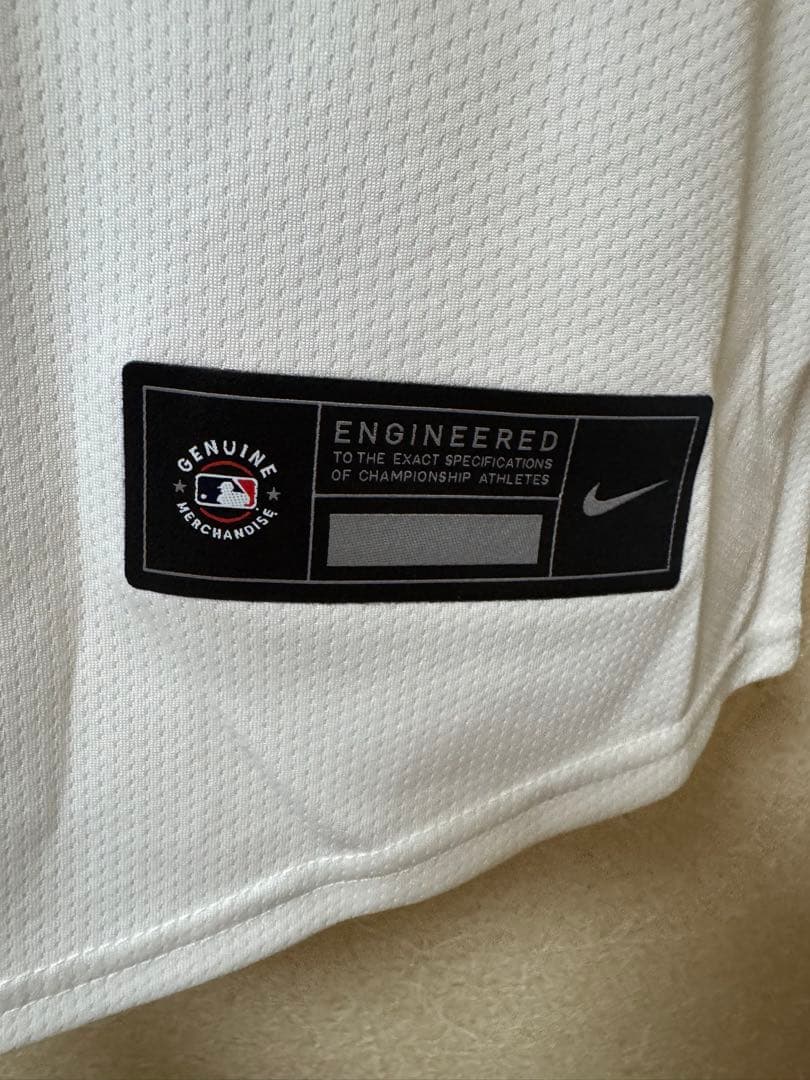 GENUINE
MERCHANDISE
ENGINEERED
TO THE EXACT SPECIFICATIONS
OF CHAMPIONSHIP ATHLETES